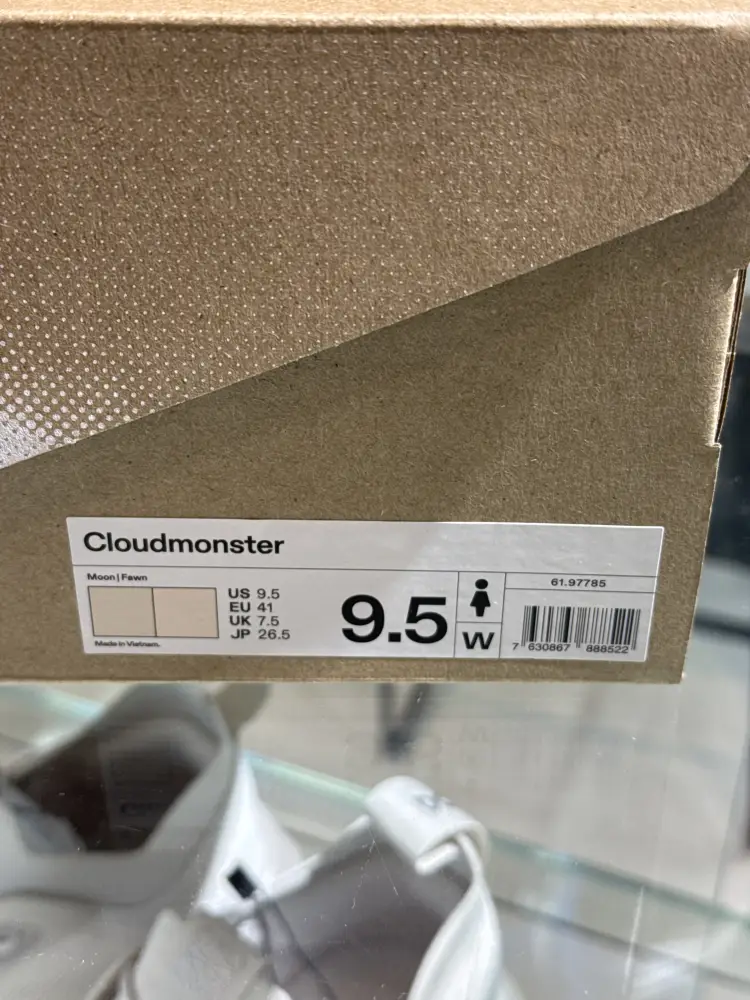 Cloudmonster
Moon | Fawn
US 9.5
EU 41
UK 7.5
JP 26.5
Made in Vietnam.
9.5
W
61.97785
7 630867 888522